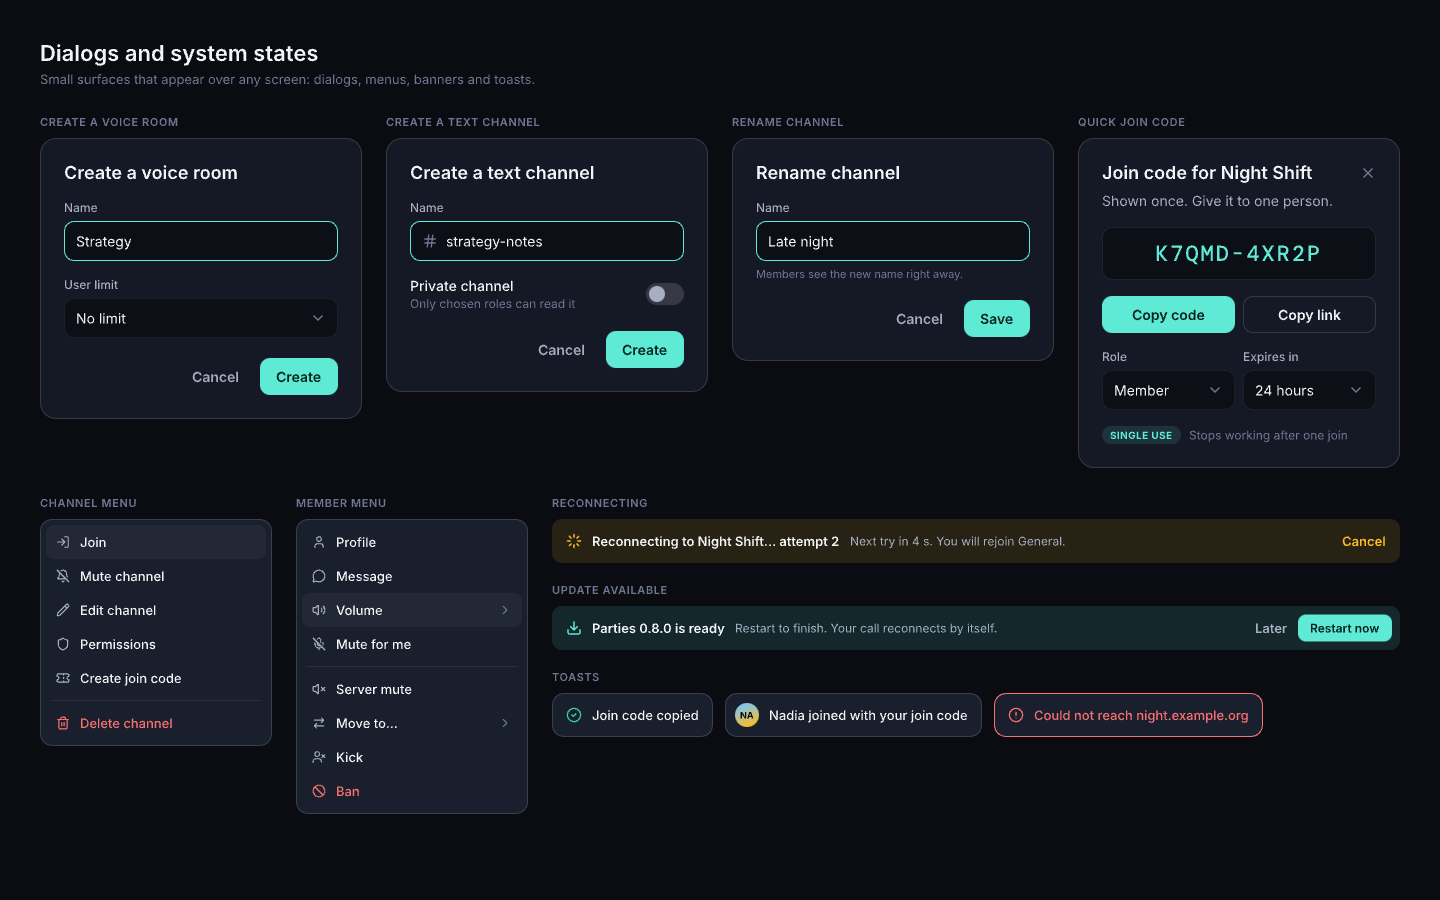 Dialogs and system states
Small surfaces that appear over any screen: dialogs, menus, banners and toasts.
CREATE A VOICE ROOM
Create a voice room
Name
Strategy
User limit
No limit
Cancel
Create
CREATE A TEXT CHANNEL
Create a text channel
Name
# strategy-notes
Private channel
Only chosen roles can read it
Cancel
Create
RENAME CHANNEL
Rename channel
Name
Late night
Members see the new name right away.
Cancel
Save
QUICK JOIN CODE
Join code for Night Shift
Shown once. Give it to one person.
K7QMD-4XR2P
Copy code
Copy link
Role
Expires in
Member
24 hours
SINGLE USE
Stops working after one join
CHANNEL MENU
Join
Mute channel
Edit channel
Permissions
Create join code
Delete channel
MEMBER MENU
Profile
Message
Volume
Mute for me
Server mute
Move to...
Kick
Ban
RECONNECTING
Reconnecting to Night Shift... attempt 2
Next try in 4 s. You will rejoin General.
Cancel
UPDATE AVAILABLE
Parties 0.8.0 is ready
Restart to finish. Your call reconnects by itself.
Later
Restart now
TOASTS
Join code copied
NA
Nadia joined with your join code
Could not reach night.example.org